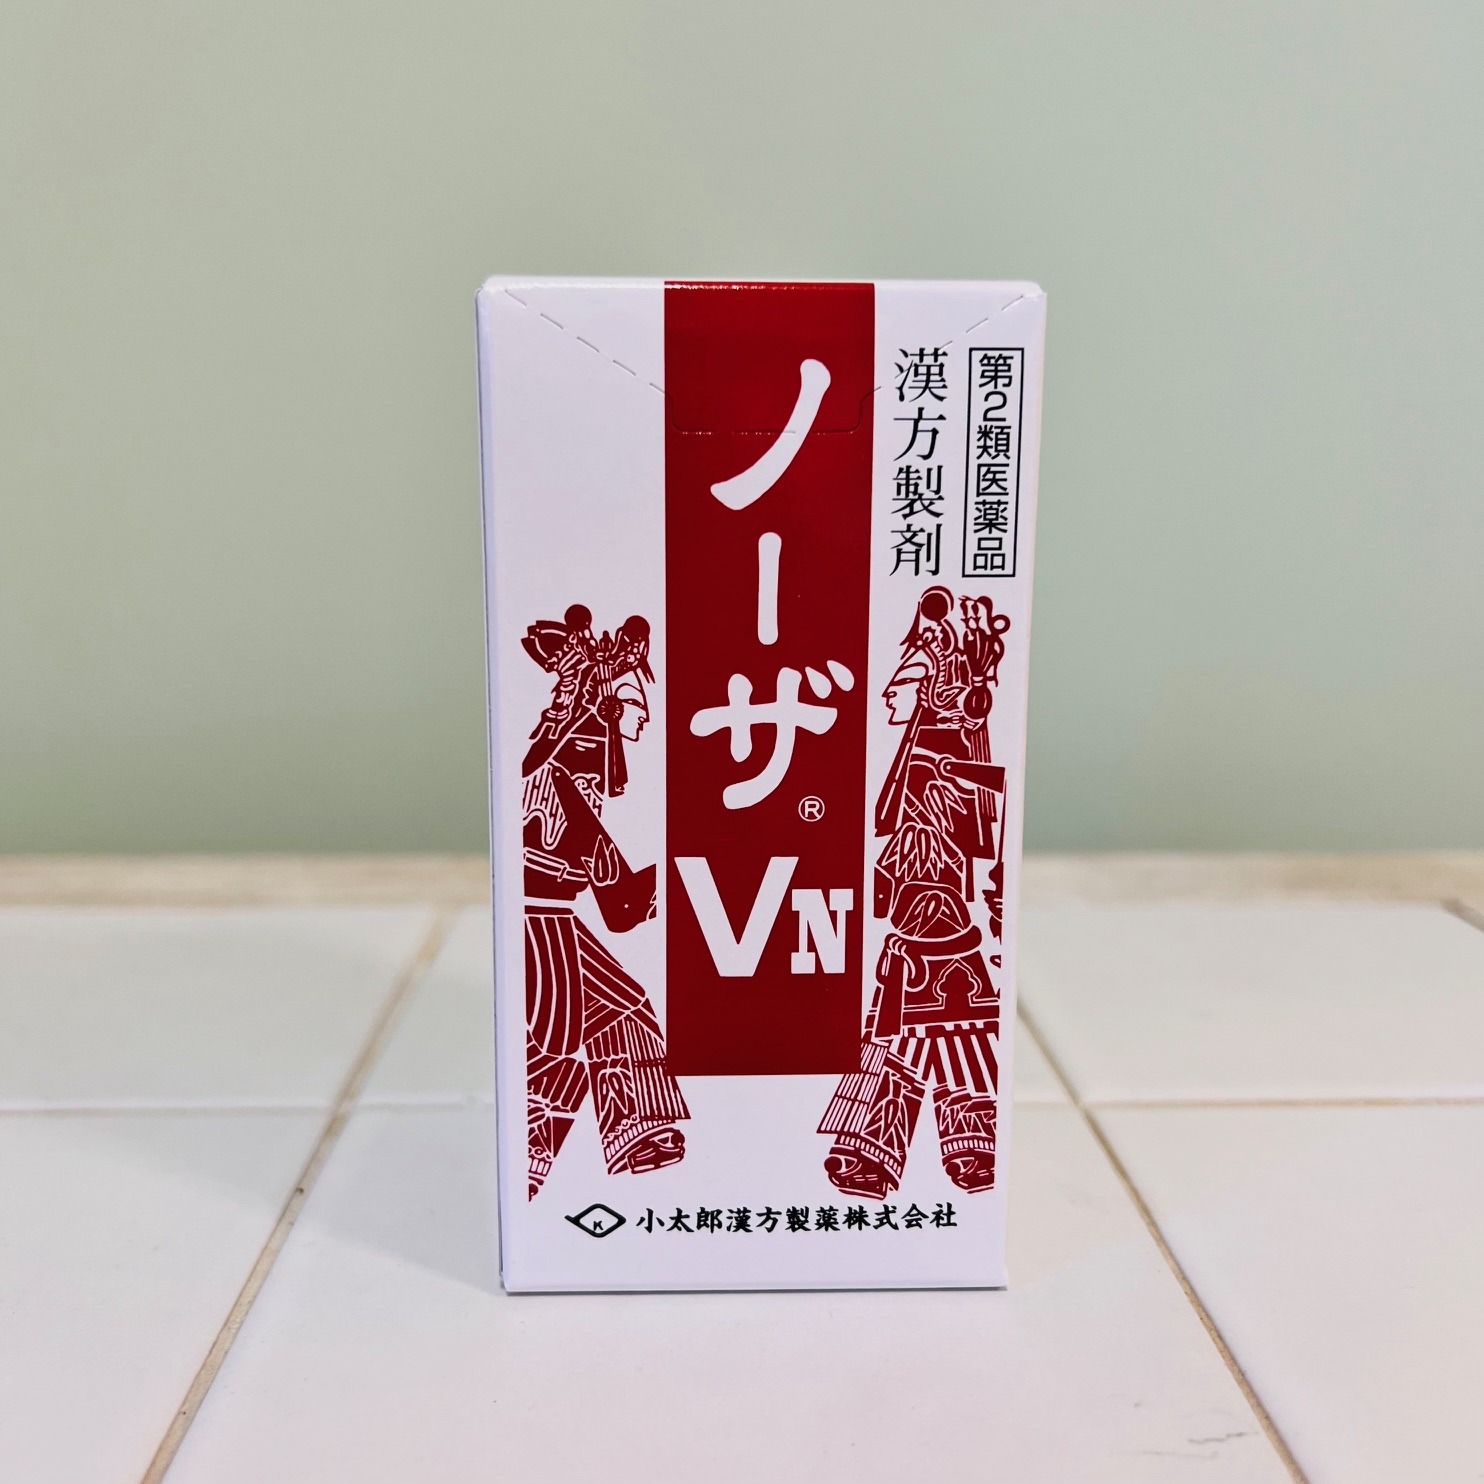 第2類医薬品
漢方製剤
ノーザ®
VN
K 小太郎漢方製薬株式会社